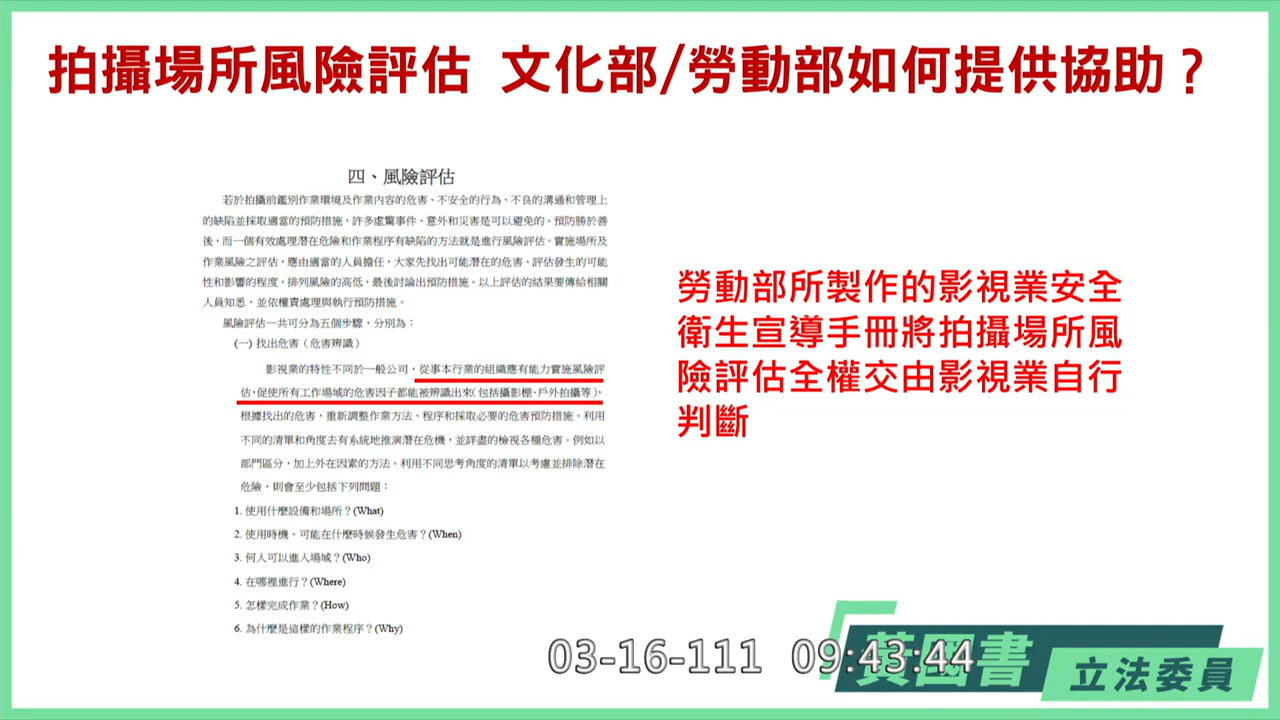 拍攝場所風險評估 文化部/勞動部如何提供協助？
四、風險評估
若於拍攝前鑑別作業環境及作業內容的危害、不安全的行為、不良的溝通和管理上
的缺陷並採取適當的預防措施，許多虛驚事件、意外和災害是可以避免的。預防勝於善
後，而一個有效處理潛在危險和作業程序有缺陷的方法就是進行風險評估。實施場所及
作業風險之評估，應由適當的人員擔任，大家先找出可能潛在的危害、評估發生的可能
性和影響的程度，排列風險的高低，最後討論出預防措施。以上評估的結果要傳給相關
人員知悉，並依權責處理與執行預防措施。
風險評估一共可分為五個步驟，分別為：
(一) 找出危害（危害辨識）
影視業的特性不同於一般公司，從事本行業的組織應有能力實施風險評
估，促使所有工作場域的危害因子都能被辨識出來（包括攝影棚、戶外拍攝等），
根據找出的危害，重新調整作業方法、程序和採取必要的危害預防措施。利用
不同的清單和角度去有系統地推演潛在危機，並詳盡的檢視各種危害。例如以
部門區分，加上外在因素的方法。利用不同思考角度的清單以考慮並排除潛在
危險，則會至少包括下列問題：
1. 使用什麼設備和場所？(What)
2. 使用時機、可能在什麼時候發生危害？(When)
3. 何人可以進入場域？(Who)
4. 在哪裡進行？(Where)
5. 怎樣完成作業？(How)
6. 為什麼是這樣的作業程序？(Why)
勞動部所製作的影視業安全
衛生宣導手冊將拍攝場所風
險評估全權交由影視業自行
判斷
03-16-111 09:43:44
黃國書
立法委員